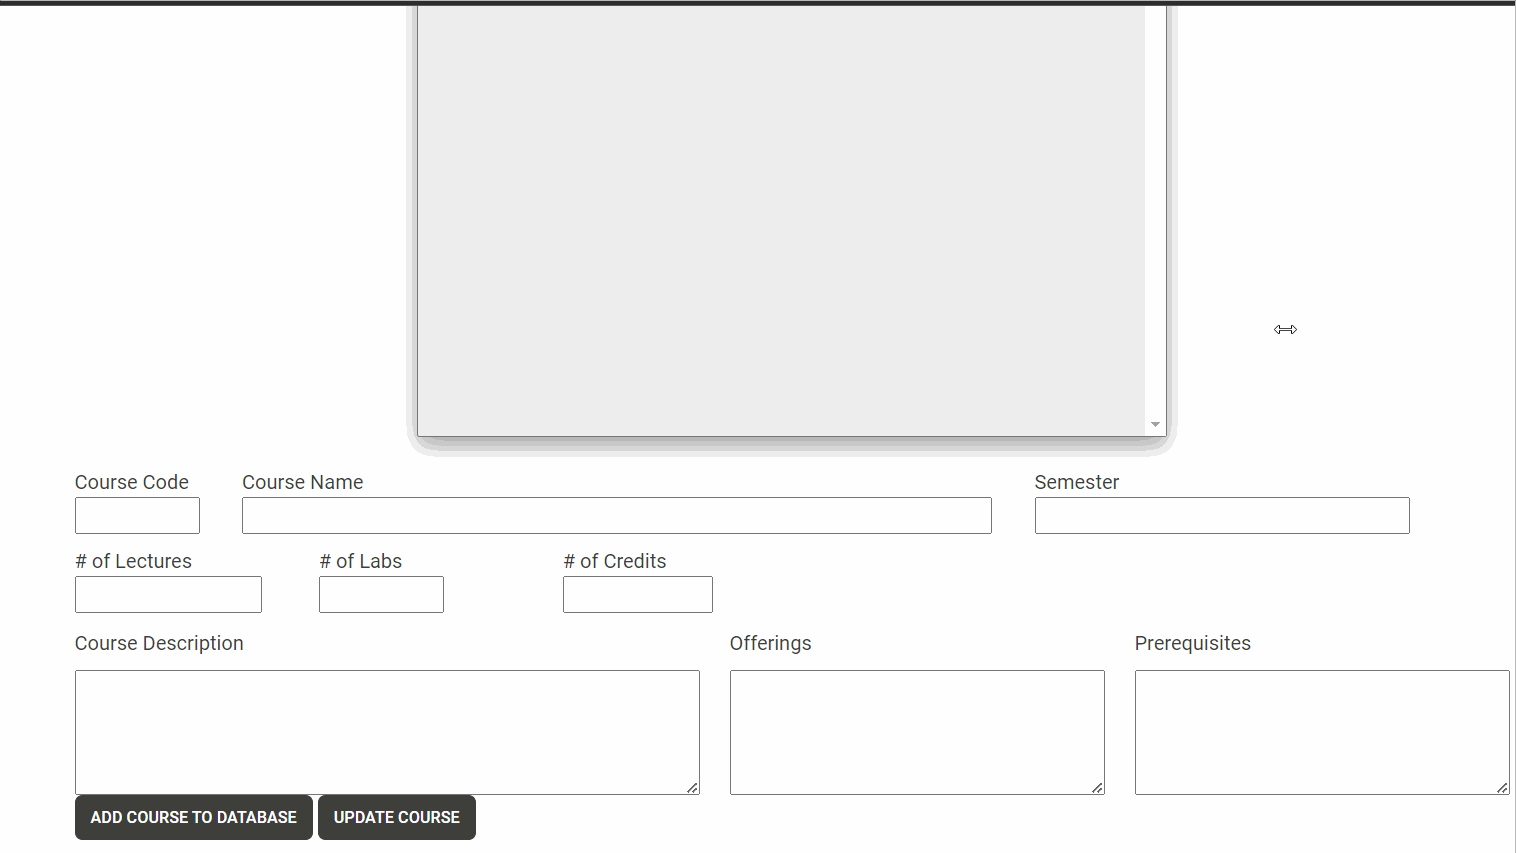 Course Code Course Name Semester
# of Lectures # of Labs # of Credits
Course Description Offerings Prerequisites
ADD COURSE TO DATABASE UPDATE COURSE